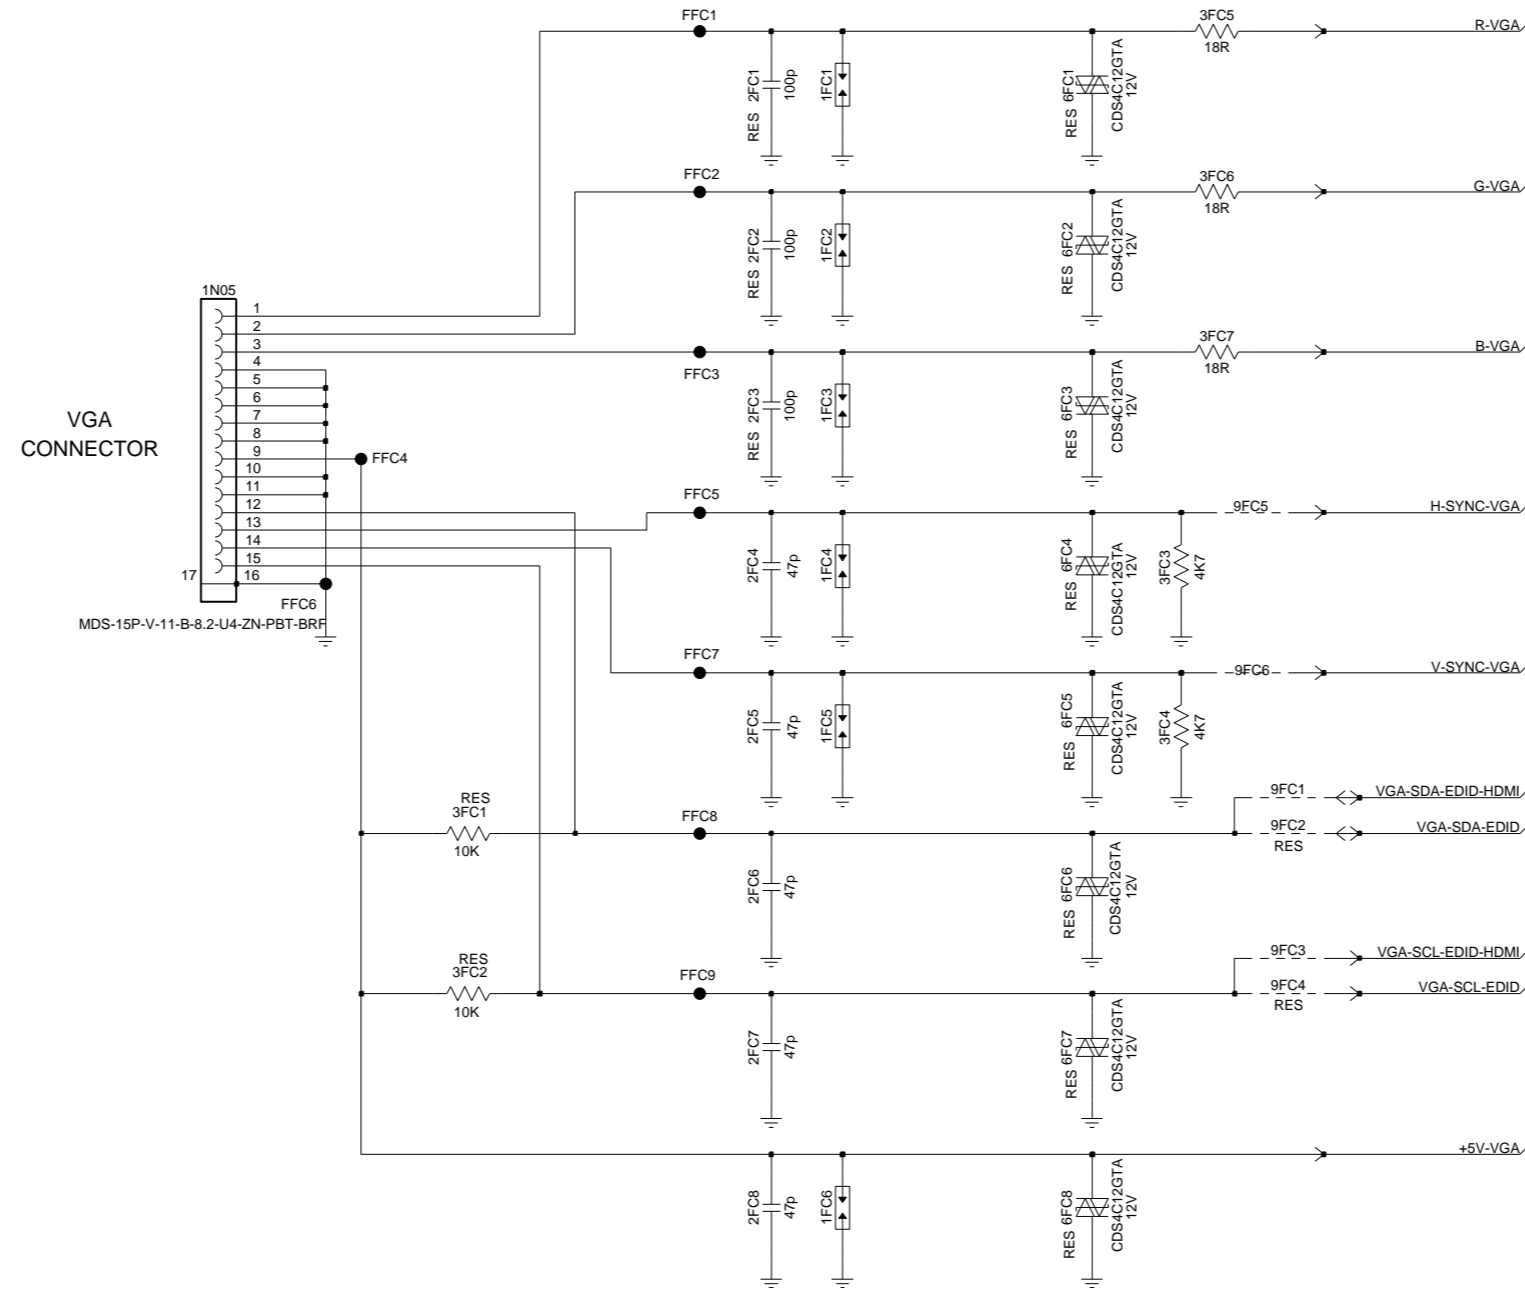 FFC1
3FC5
18R
R-VGA
RES 2FC1
100p
1FC1
RES 6FC1
CDS4C12GTA
12V
FFC2
3FC6
18R
G-VGA
RES 2FC2
100p
1FC2
RES 6FC2
CDS4C12GTA
12V
FFC3
3FC7
18R
B-VGA
RES 2FC3
100p
1FC3
RES 6FC3
CDS4C12GTA
12V
VGA
CONNECTOR
1N05
1
2
3
4
5
6
7
8
9
10
11
12
13
14
15
16
17
FFC4
FFC6
MDS-15P-V-11-B-8.2-U4-ZN-PBT-BRF
FFC5
9FC5
H-SYNC-VGA
2FC4
47p
1FC4
RES 6FC4
CDS4C12GTA
12V
3FC3
4K7
FFC7
9FC6
V-SYNC-VGA
2FC5
47p
1FC5
RES 6FC5
CDS4C12GTA
12V
3FC4
4K7
RES
3FC1
10K
FFC8
9FC1
VGA-SDA-EDID-HDMI
9FC2
RES
VGA-SDA-EDID
2FC6
47p
RES 6FC6
CDS4C12GTA
12V
RES
3FC2
10K
FFC9
9FC3
VGA-SCL-EDID-HDMI
9FC4
RES
VGA-SCL-EDID
2FC7
47p
RES 6FC7
CDS4C12GTA
12V
+5V-VGA
2FC8
47p
1FC6
RES 6FC8
CDS4C12GTA
12V